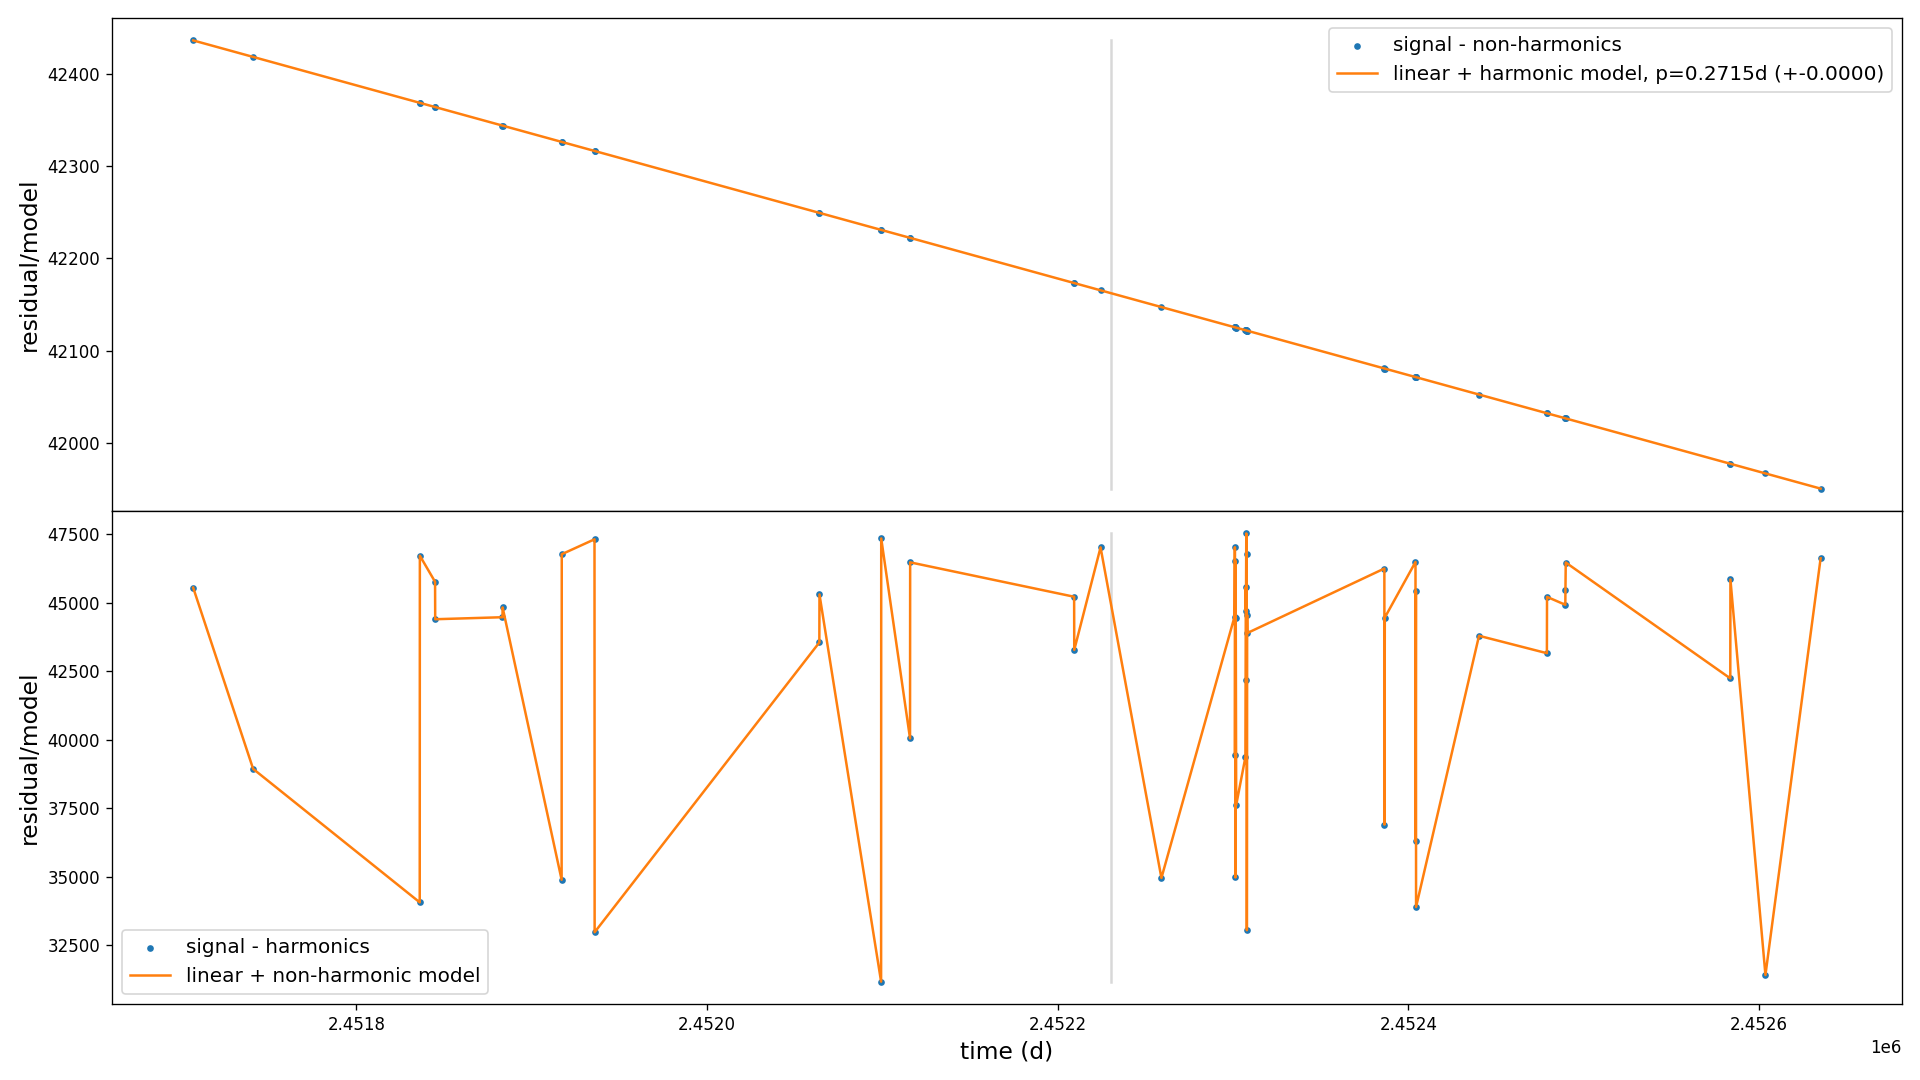 signal - non-harmonics
linear + harmonic model, p=0.2715d (+-0.0000)
42400
42300
42200
42100
42000
residual/model
47500
45000
42500
40000
37500
35000
32500
residual/model
signal - harmonics
linear + non-harmonic model
2.4518
2.4520
2.4522
2.4524
2.4526
time (d)
1e6